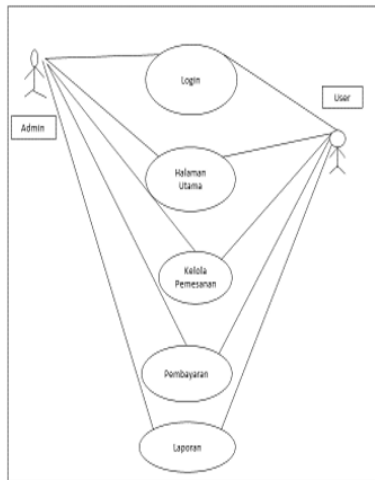 Login
User
Admin
Halaman
Utama
Kelola
Pemesanan
Pembayaran
Laporan